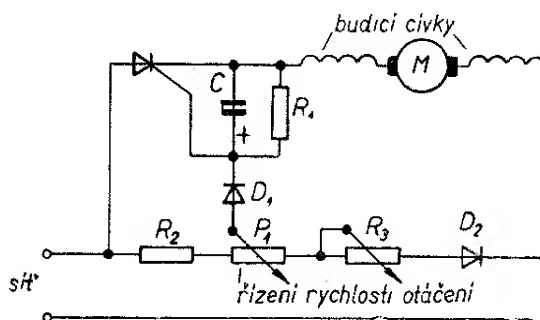 budicí cívky
C
+
R₁
M
D₁
R₂
P₁
R₃
D₂
síť
řízení rychlosti otáčení